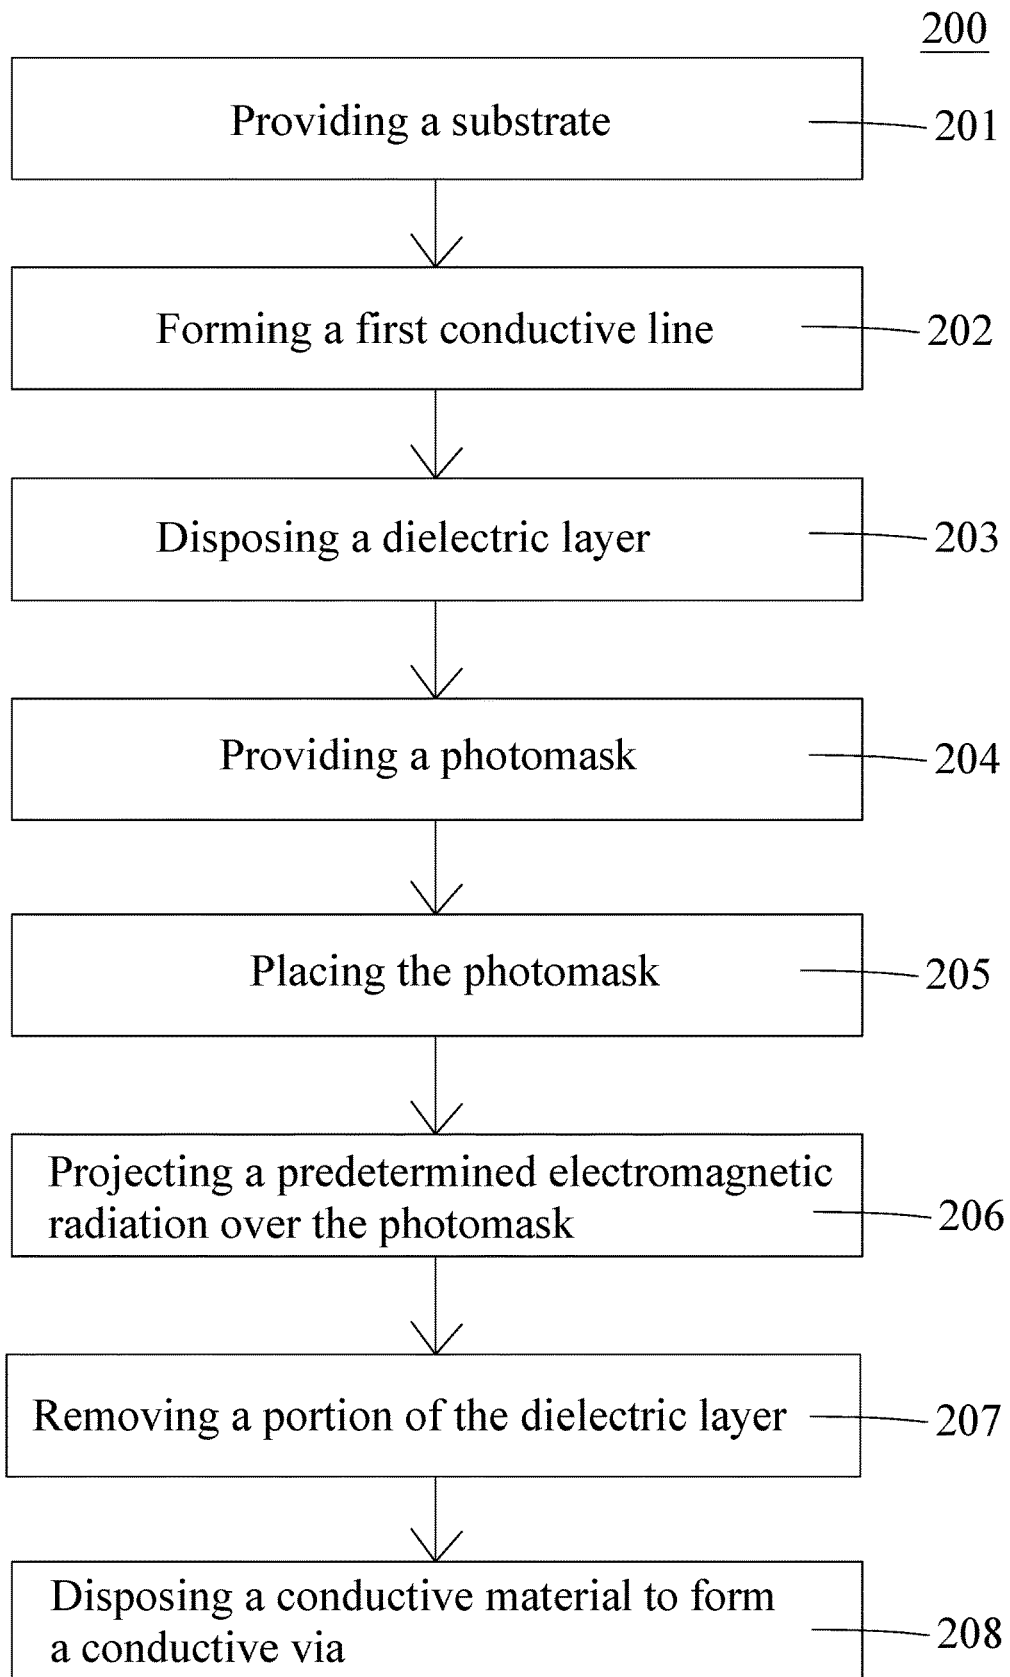 200
Providing a substrate
201
Forming a first conductive line
202
Disposing a dielectric layer
203
Providing a photomask
204
Placing the photomask
205
Projecting a predetermined electromagnetic
radiation over the photomask
206
Removing a portion of the dielectric layer
207
Disposing a conductive material to form
a conductive via
208